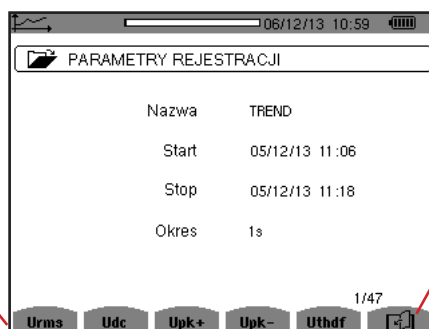 06/12/13 10:59
PARAMETRY REJESTRACJI
Nazwa TREND
Start 05/12/13 11:06
Stop 05/12/13 11:18
Okres 1s
1/47
Urms Udc Upk+ Upk- Uthdf